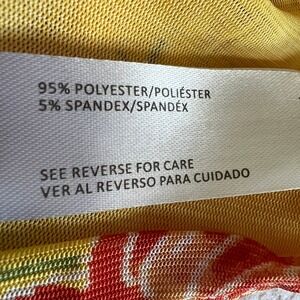 95% POLYESTER/POLIÉSTER
5% SPANDEX/SPANDÉX
SEE REVERSE FOR CARE
VER AL REVERSO PARA CUIDADO